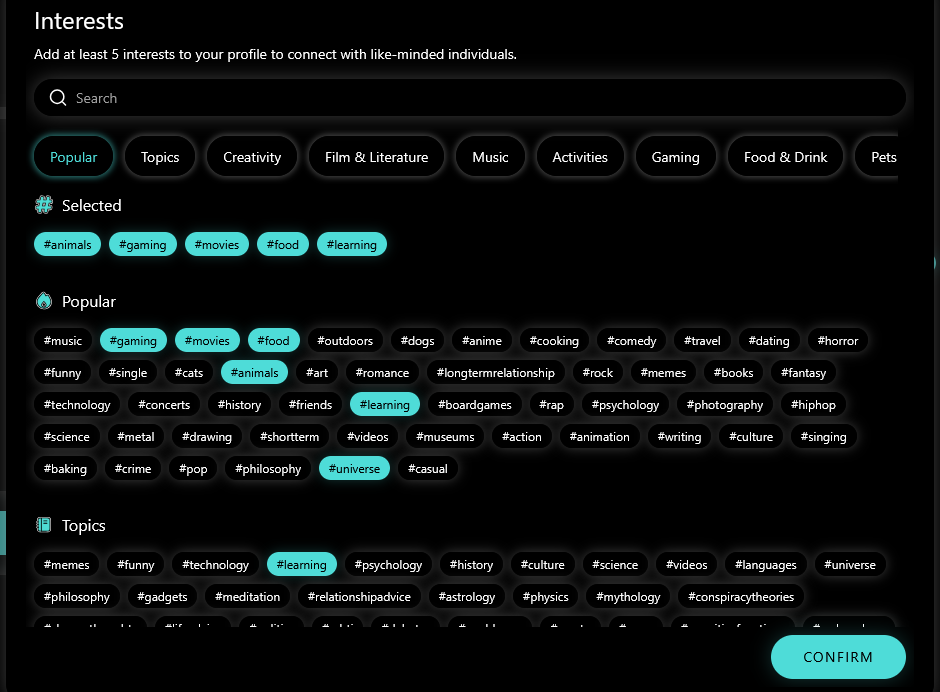 Interests
Add at least 5 interests to your profile to connect with like-minded individuals.
Search
Popular Topics Creativity Film & Literature Music Activities Gaming Food & Drink Pets
Selected
#animals #gaming #movies #food #learning
Popular
#music #gaming #movies #food #outdoors #dogs #anime #cooking #comedy #travel #dating #horror
#funny #single #cats #animals #art #romance #longtermrelationship #rock #memes #books #fantasy
#technology #concerts #history #friends #learning #boardgames #rap #psychology #photography #hiphop
#science #metal #drawing #shortterm #videos #museums #action #animation #writing #culture #singing
#baking #crime #pop #philosophy #universe #casual
Topics
#memes #funny #technology #learning #psychology #history #culture #science #videos #languages #universe
#philosophy #gadgets #meditation #relationshipadvice #astrology #physics #mythology #conspiracytheories
CONFIRM